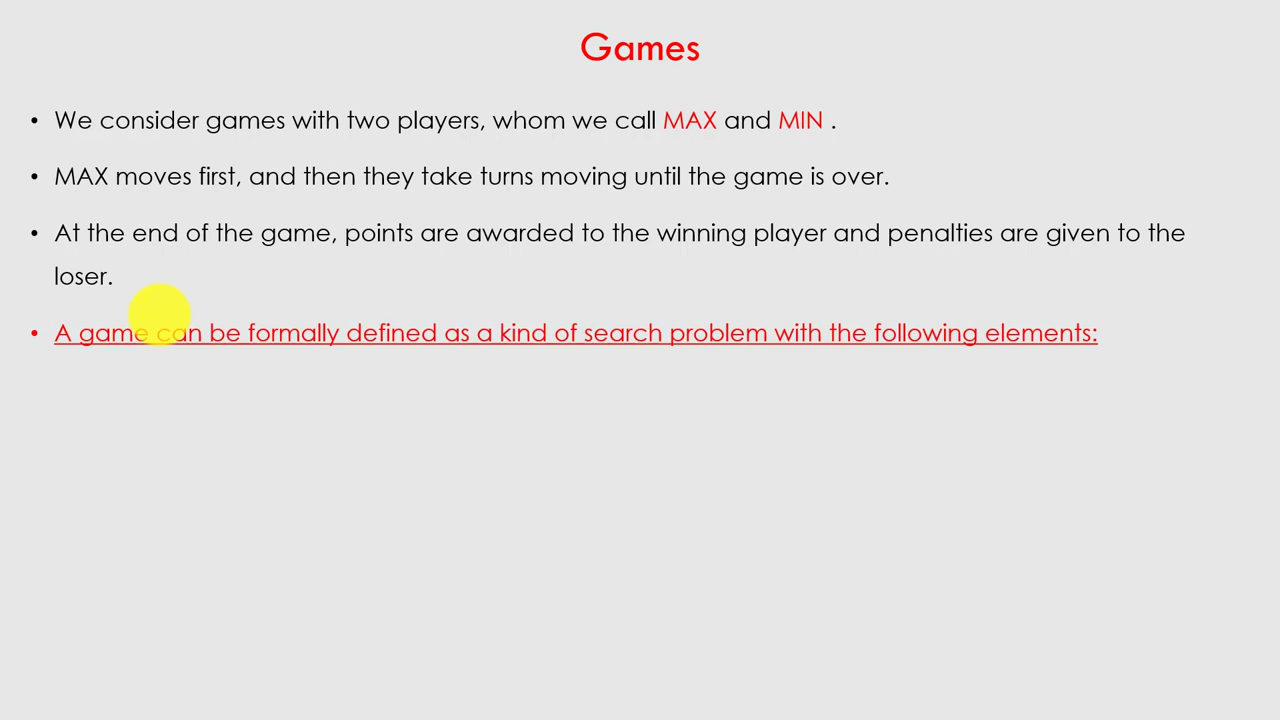 Games
• We consider games with two players, whom we call MAX and MIN .
• MAX moves first, and then they take turns moving until the game is over.
• At the end of the game, points are awarded to the winning player and penalties are given to the
loser.
• A game can be formally defined as a kind of search problem with the following elements: